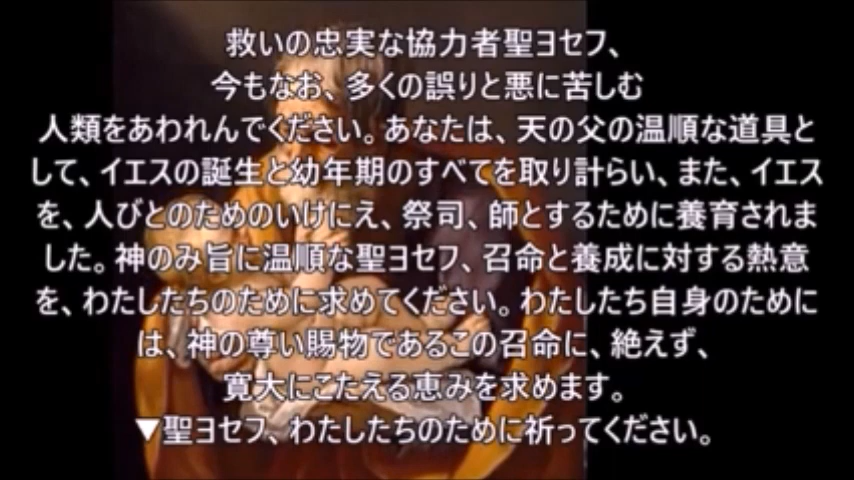 救いの忠実な協力者聖ヨセフ、
今もなお、多くの誤りと悪に苦しむ
人類をあわれんでください。あなたは、天の父の温順な道具と
して、イエスの誕生と幼年期のすべてを取り計らい、また、イエス
を、人びとのためのいけにえ、祭司、師とするために養育されま
した。神のみ旨に温順な聖ヨセフ、召命と養成に対する熱意
を、わたしたちのために求めてください。わたしたち自身のために
は、神の尊い賜物であるこの召命に、絶えず、
寛大にこたえる恵みを求めます。
▼聖ヨセフ、わたしたちのために祈ってください。